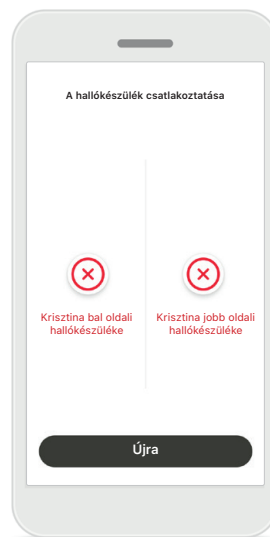 A hallókészülék csatlakoztatása
Krisztina bal oldali
hallókészüléke
Krisztina jobb oldali
hallókészüléke
Újra